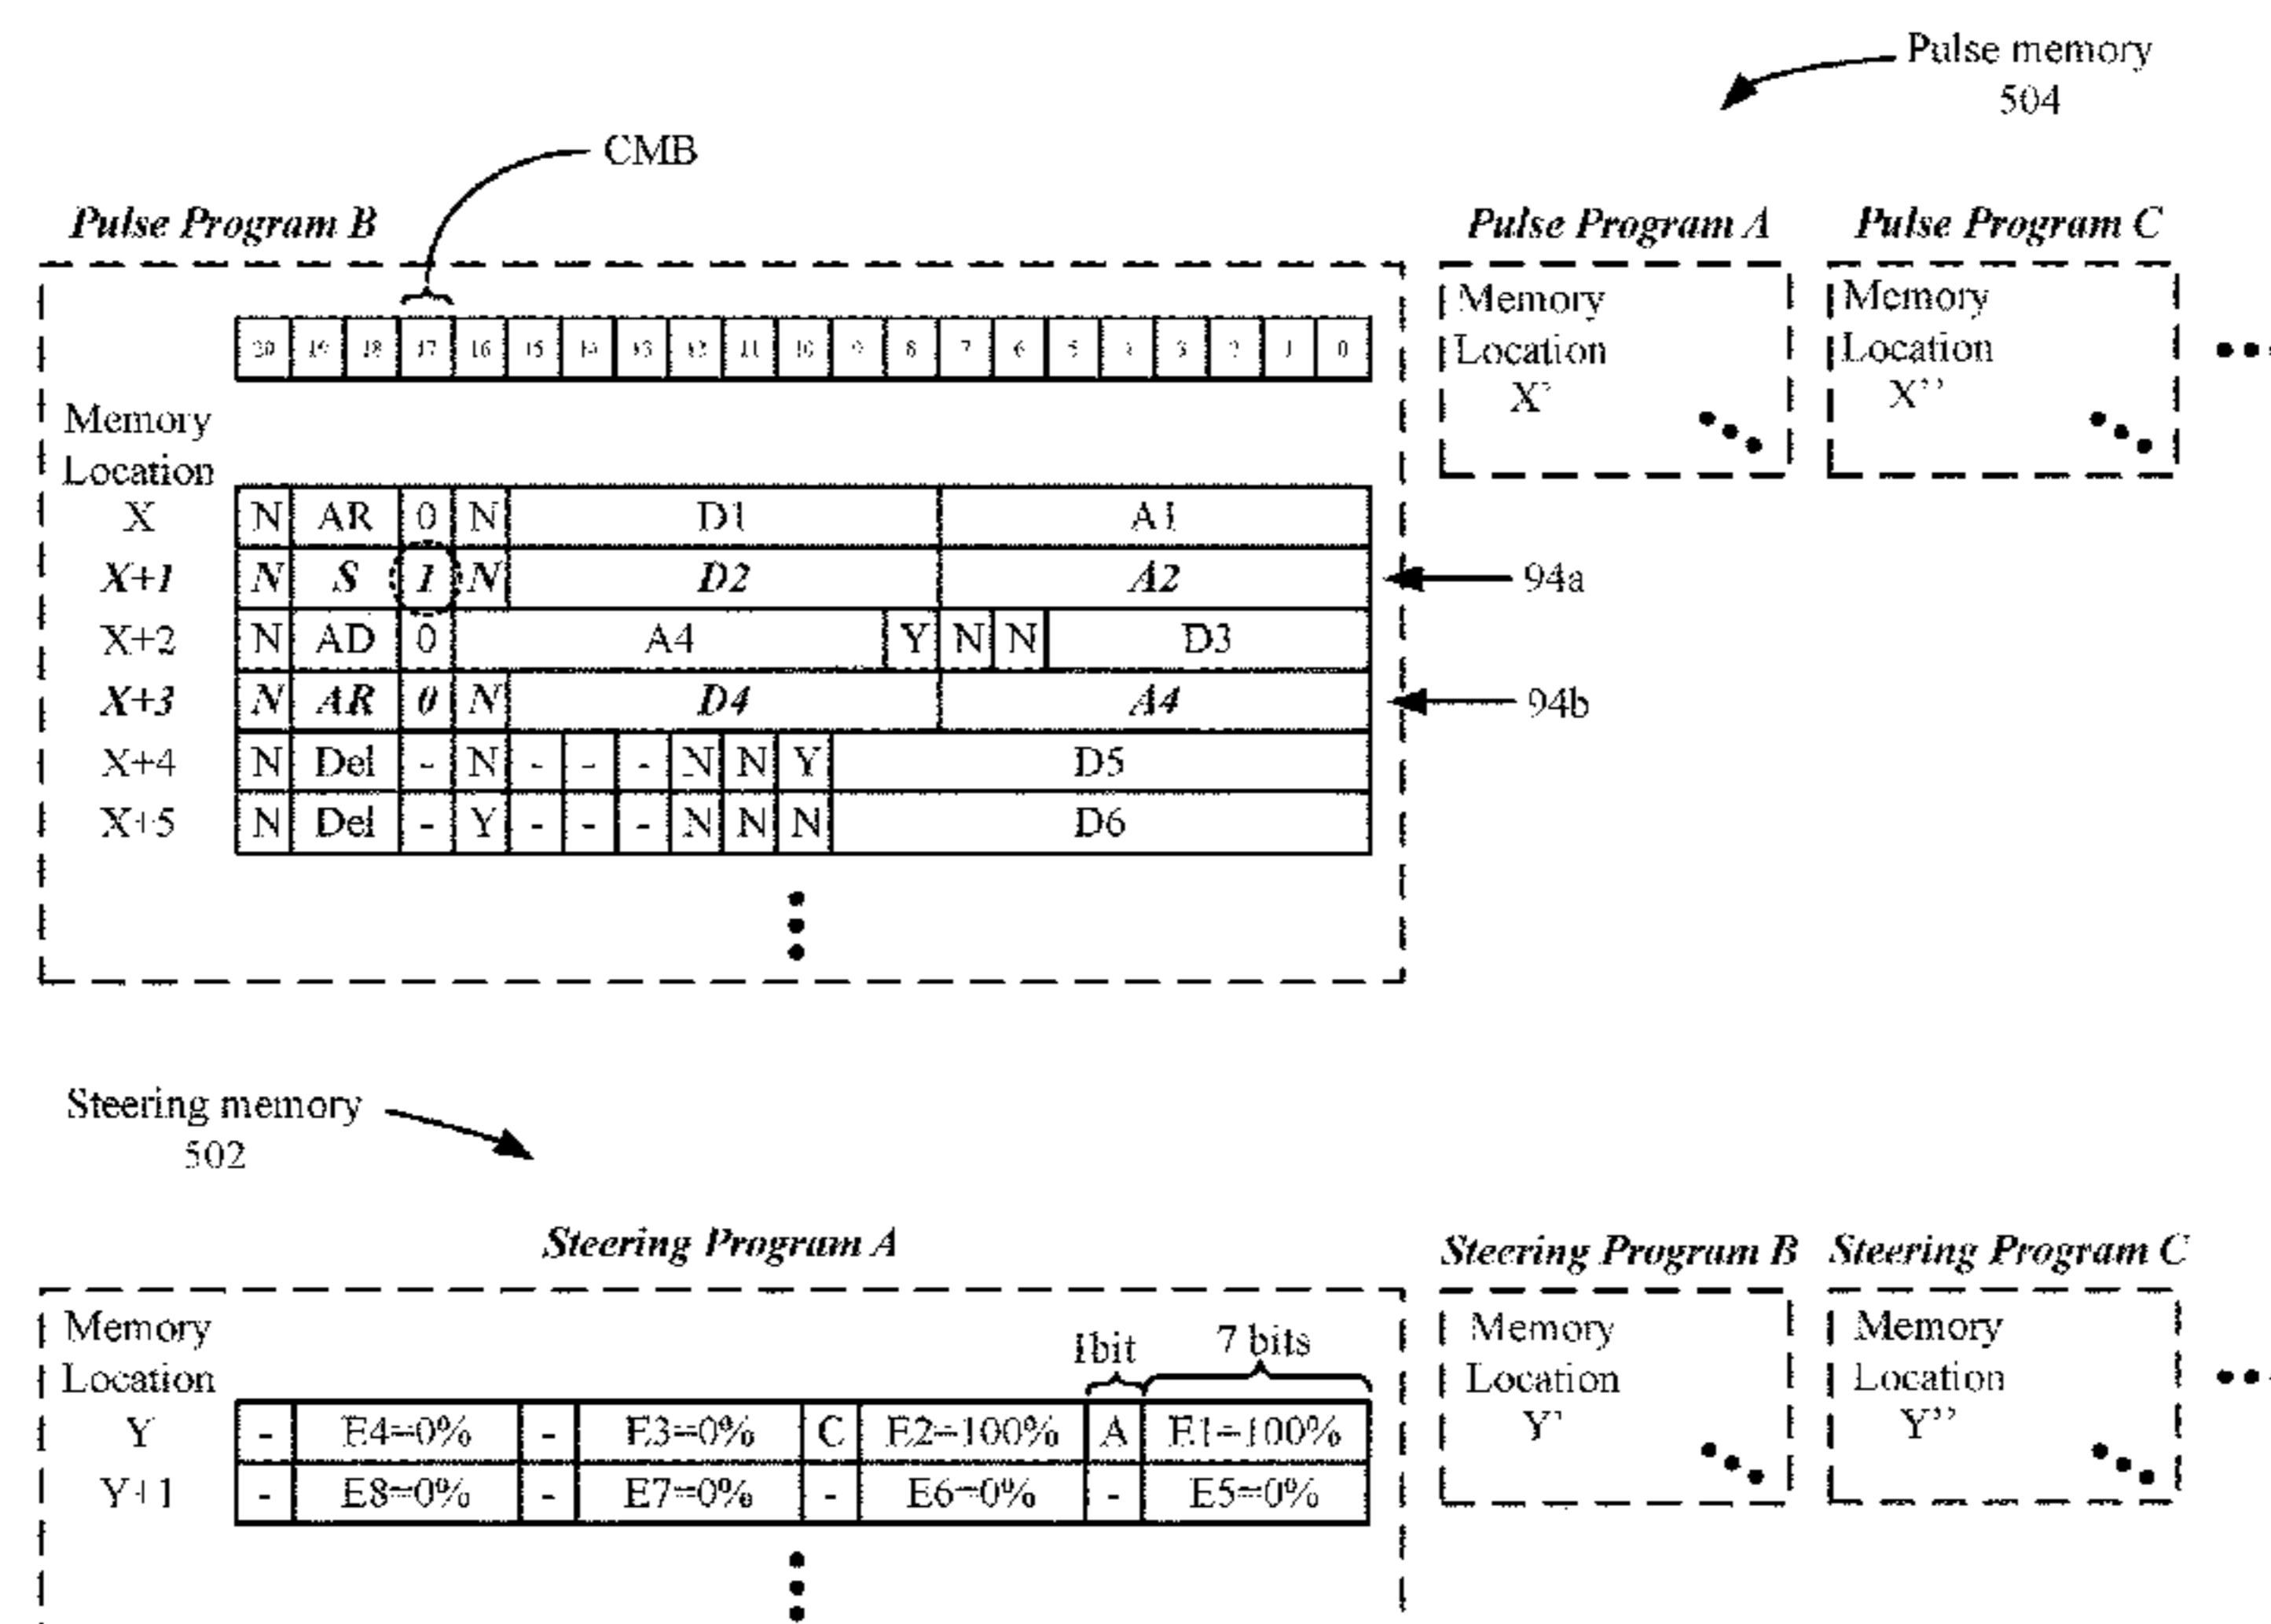 Pulse memory
504
CMB
Pulse Program B
Pulse Program A
Pulse Program C
20 19 18 17 16 15 14 13 12 11 10 9 8 7 6 5 4 3 2 1 0
Memory
Location
X'
Memory
Location
X''
Memory
Location
X N AR 0 N D1 A1
X+1 N S 1 N D2 A2
94a
X+2 N AD 0 A4 Y N N D3
X+3 N AR 0 N D4 A4
94b
X+4 N Del - N - - - N N Y D5
X+5 N Del - Y - - - N N N D6
Steering memory
502
Steering Program A
Steering Program B
Steering Program C
Memory
Location
1bit
7 bits
Y - E4=0% - E3=0% C E2=100% A E1=100%
Y+1 - E8=0% - E7=0% - E6=0% - E5=0%
Memory
Location
Y'
Memory
Location
Y''